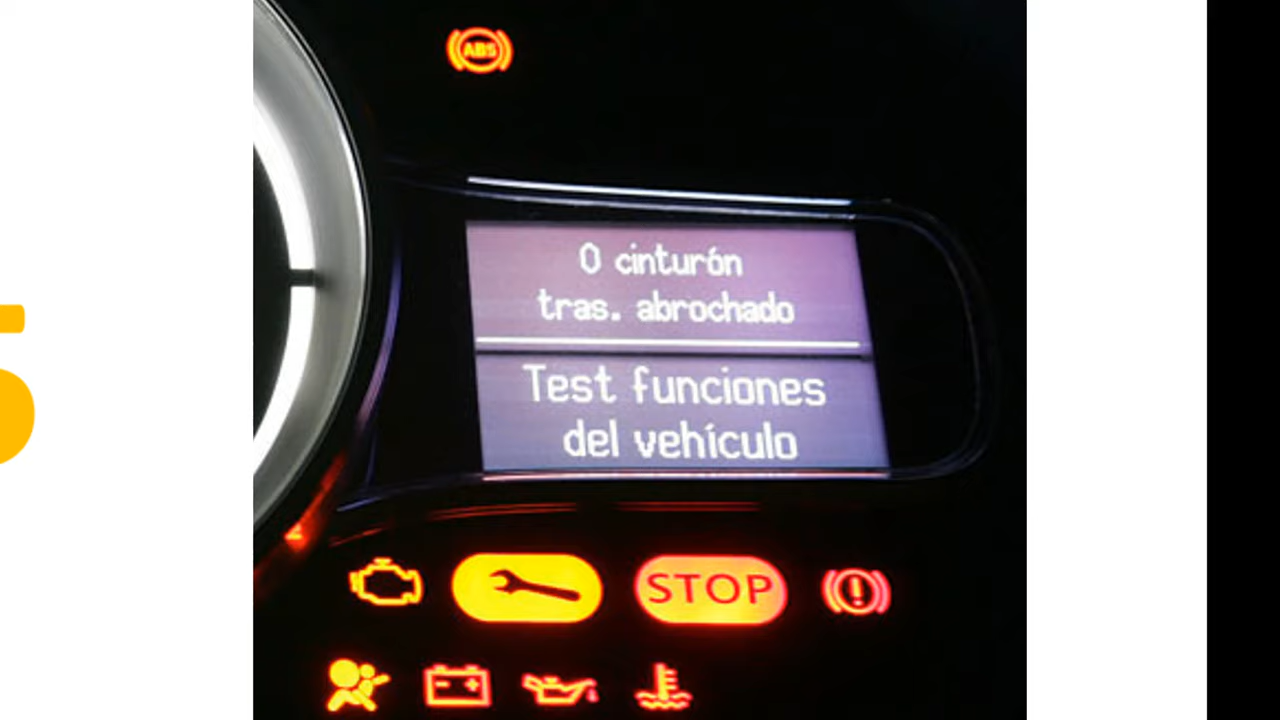 ABS
0 cinturón
tras. abrochado
Test funciones
del vehículo
STOP